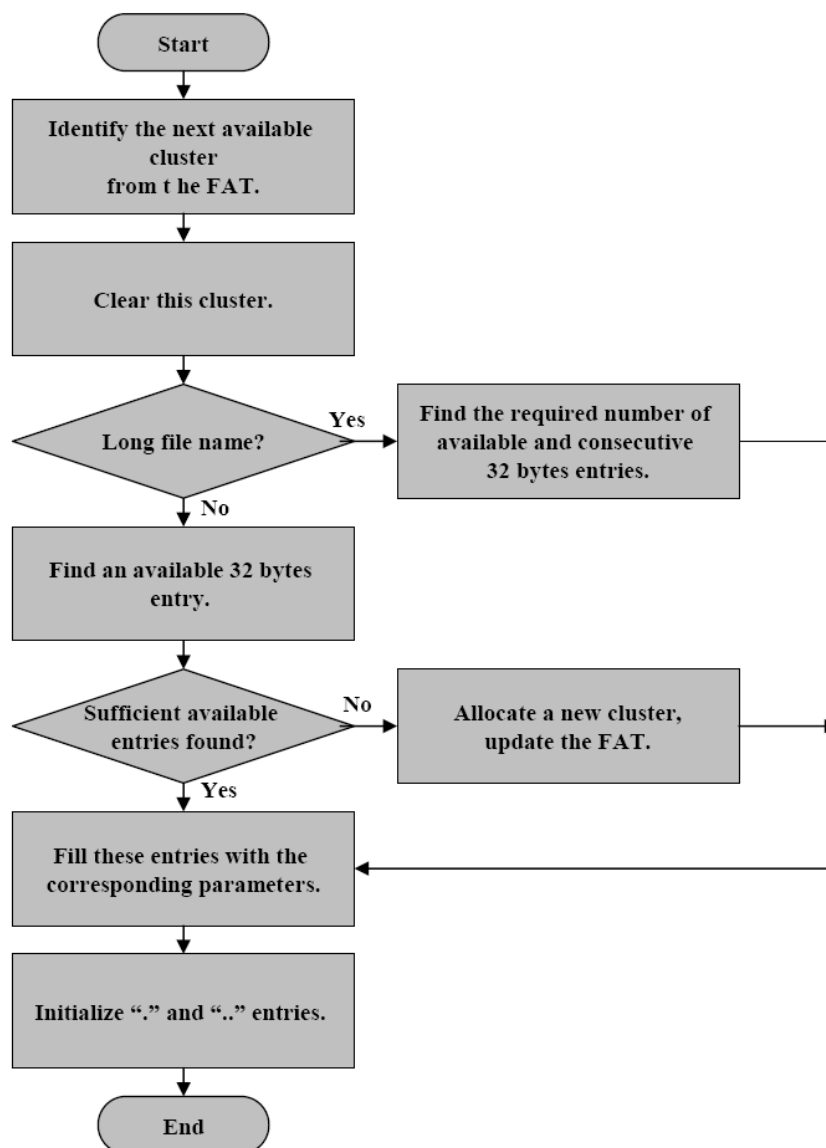 Start
Identify the next available
cluster
from t he FAT.
Clear this cluster.
Long file name?
Yes
Find the required number of
available and consecutive
32 bytes entries.
No
Find an available 32 bytes
entry.
Sufficient available
entries found?
No
Allocate a new cluster,
update the FAT.
Yes
Fill these entries with the
corresponding parameters.
Initialize “.” and “..” entries.
End